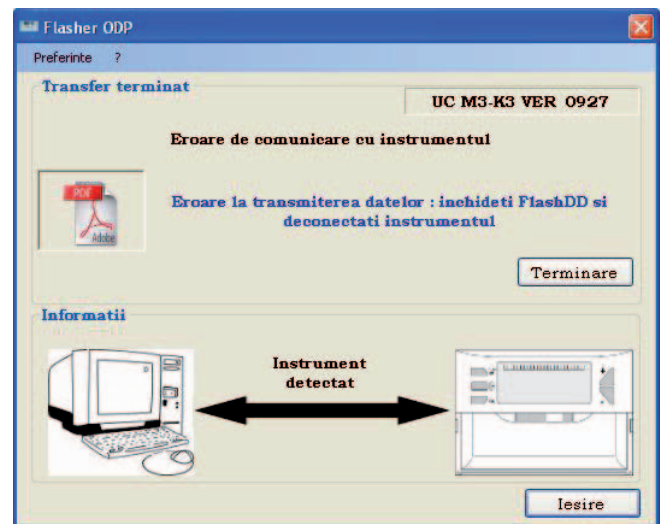 Flasher ODP
Preferinte ?
Transfer terminat
UC M3-K3 VER 0927
Eroare de comunicare cu instrumentul
PDF
Adobe
Eroare la transmiterea datelor : inchideti FlashDD si
deconectati instrumentul
Terminare
Informatii
Instrument
detectat
Iesire